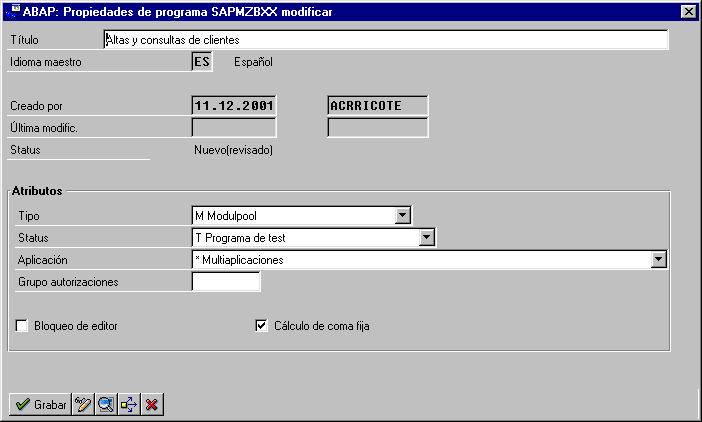 ABAP: Propiedades de programa SAPMZBXX modificar
Título Altas y consultas de clientes
Idioma maestro ES Español
Creado por 11.12.2001 ACRRICOTE
Última modific.
Status Nuevo(revisado)
Atributos
Tipo M Modulpool
Status T Programa de test
Aplicación * Multiaplicaciones
Grupo autorizaciones
Bloqueo de editor Cálculo de coma fija
Grabar